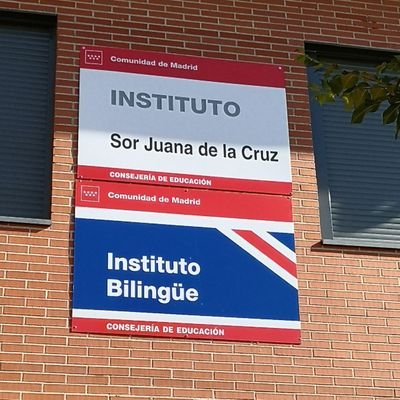 Comunidad de Madrid
INSTITUTO
Sor Juana de la Cruz
CONSEJERÍA DE EDUCACIÓN
Comunidad de Madrid
Instituto
Bilingüe
CONSEJERÍA DE EDUCACIÓN